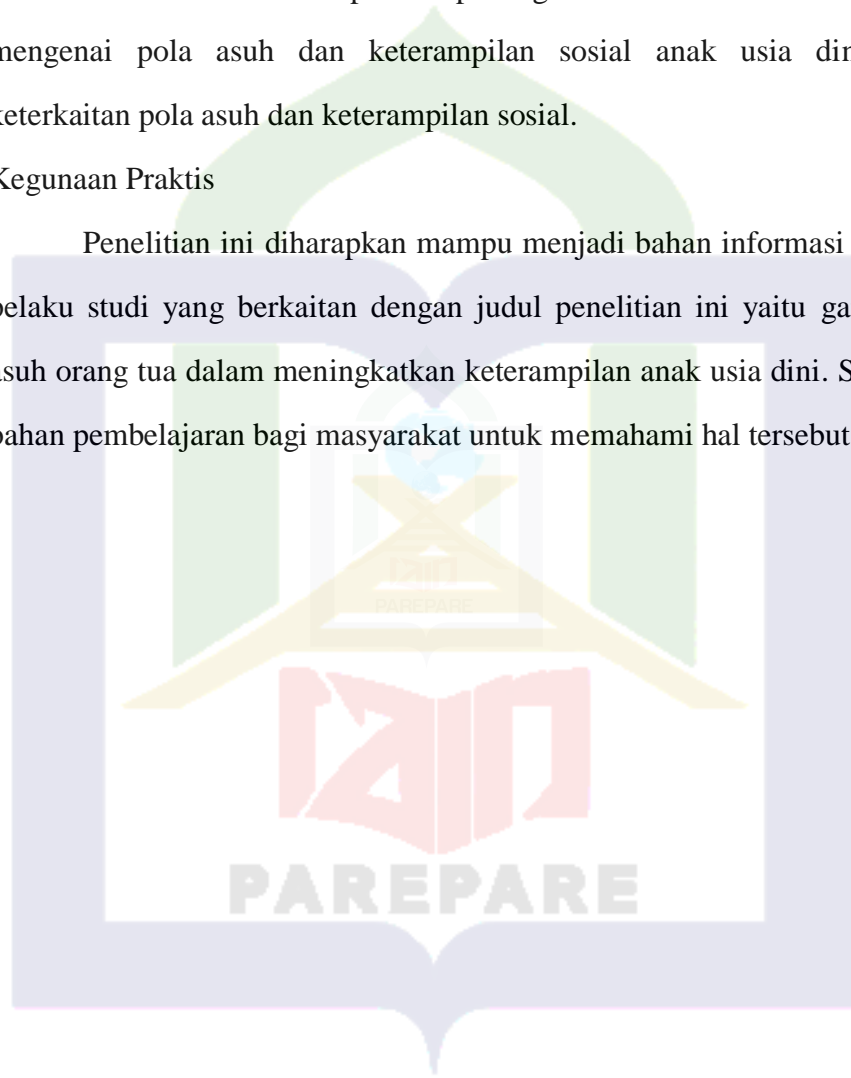 mengenai pola asuh dan keterampilan sosial anak usia
keterkaitan pola asuh dan keterampilan sosial.
Kegunaan Praktis
Penelitian ini diharapkan mampu menjadi bahan informasi
pelaku studi yang berkaitan dengan judul penelitian ini yaitu
asuh orang tua dalam meningkatkan keterampilan anak usia dini.
bahan pembelajaran bagi masyarakat untuk memahami hal tersebut
iain
PAREPARE
iain
PAREPARE